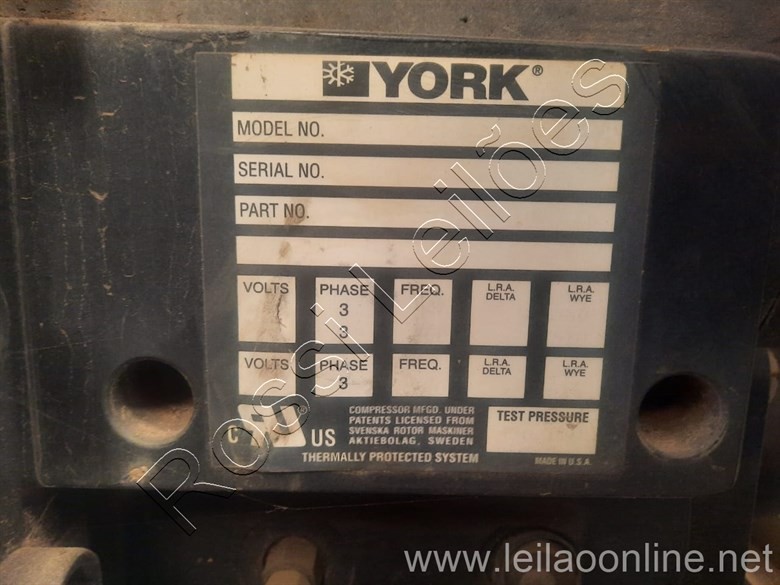 YORK®
MODEL NO.
SERIAL NO.
PART NO.
VOLTS PHASE FREQ. L.R.A. DELTA L.R.A. WYE
3
3
VOLTS PHASE FREQ. L.R.A. DELTA L.R.A. WYE
3
C US
COMPRESSOR MFGD. UNDER
PATENTS LICENSED FROM
SVENSKA ROTOR MASKINER
AKTIEBOLAG, SWEDEN
TEST PRESSURE
THERMALLY PROTECTED SYSTEM
MADE IN U.S.A.
Rossi Leilões
www.leilaoonline.net